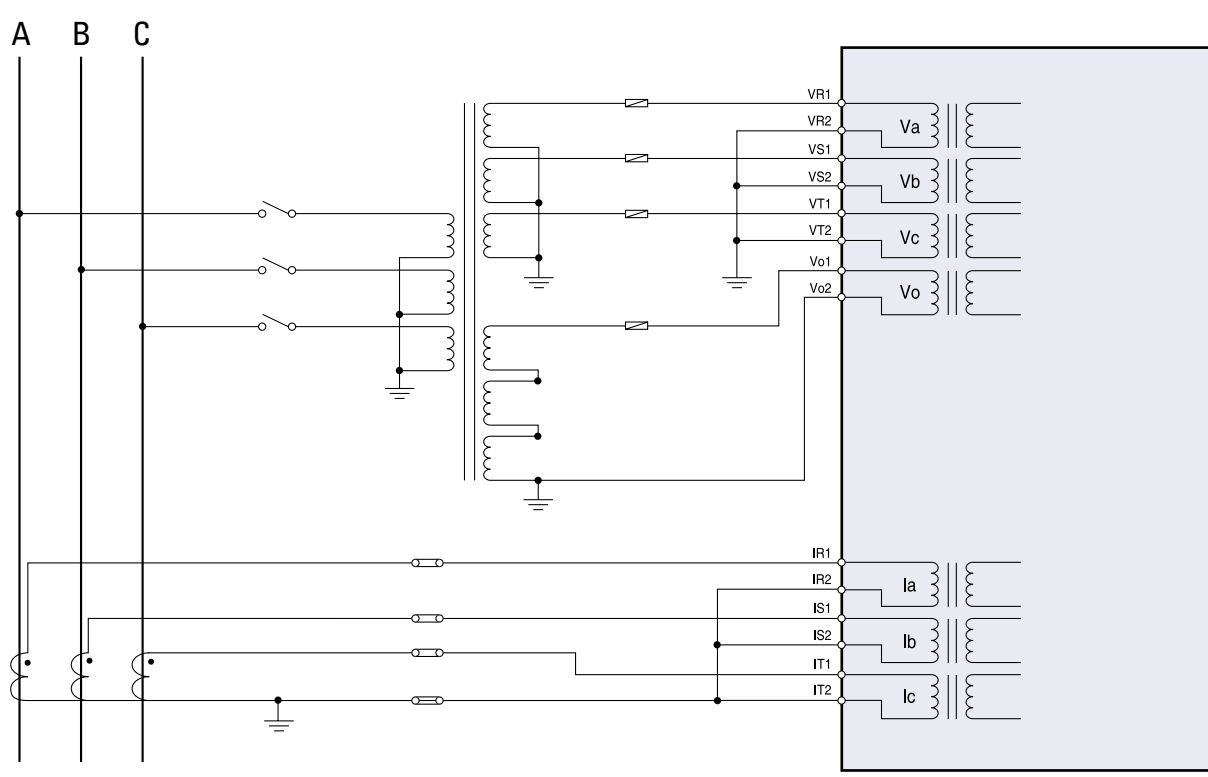 A B C
VR1
VR2
Va
VS1
VS2
Vb
VT1
VT2
Vc
Vo1
Vo2
Vo
IR1
IR2
Ia
IS1
IS2
Ib
IT1
IT2
Ic